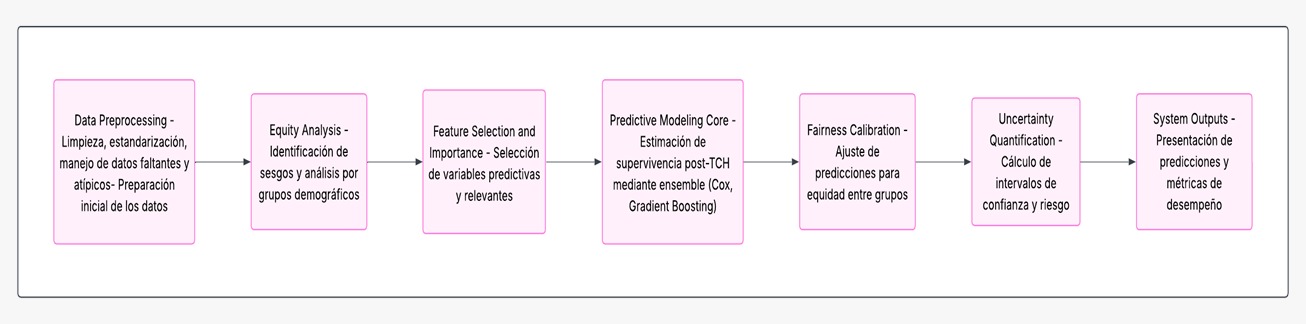 Data Preprocessing -
Limpieza, estandarización,
manejo de datos faltantes y
atípicos- Preparación
inicial de los datos
Equity Analysis -
Identificación de
sesgos y análisis por
grupos demográficos
Feature Selection and
Importance - Selección
de variables predictivas
y relevantes
Predictive Modeling Core -
Estimación de
supervivencia post-TCH
mediante ensemble (Cox,
Gradient Boosting)
Fairness Calibration -
Ajuste de
predicciones para
equidad entre grupos
Uncertainty
Quantification -
Cálculo de
intervalos de
confianza y riesgo
System Outputs -
Presentación de
predicciones y
métricas de
desempeño